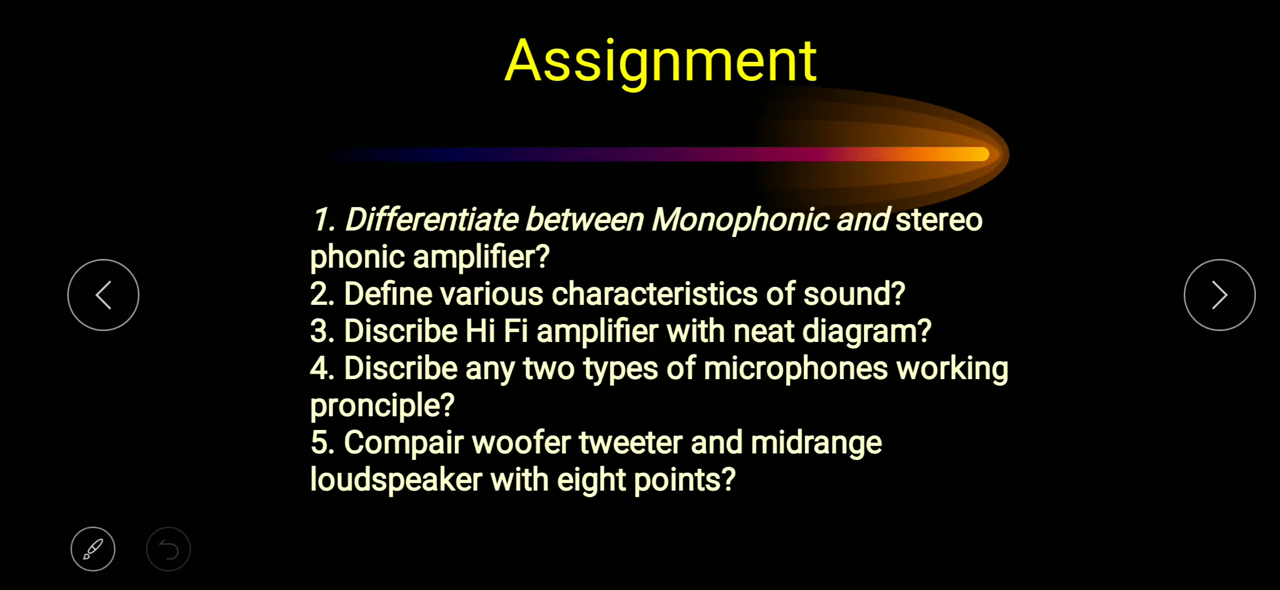 Assignment
1. Differentiate between Monophonic and stereo
phonic amplifier?
2. Define various characteristics of sound?
3. Discribe Hi Fi amplifier with neat diagram?
4. Discribe any two types of microphones working
pronciple?
5. Compair woofer tweeter and midrange
loudspeaker with eight points?